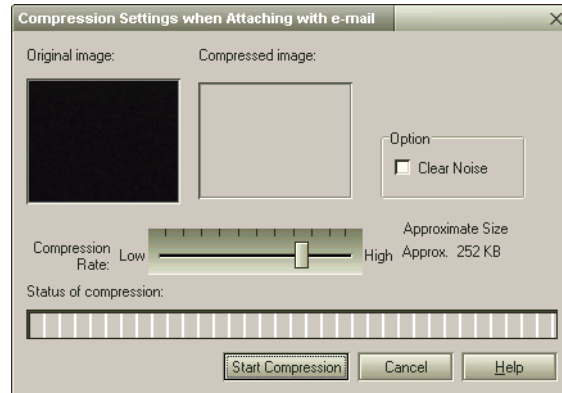 Compression Settings when Attaching with e-mail
Original image:
Compressed image:
Option
Clear Noise
Compression Rate:
Low
High
Approximate Size
Approx. 252 KB
Status of compression:
Start Compression
Cancel
Help